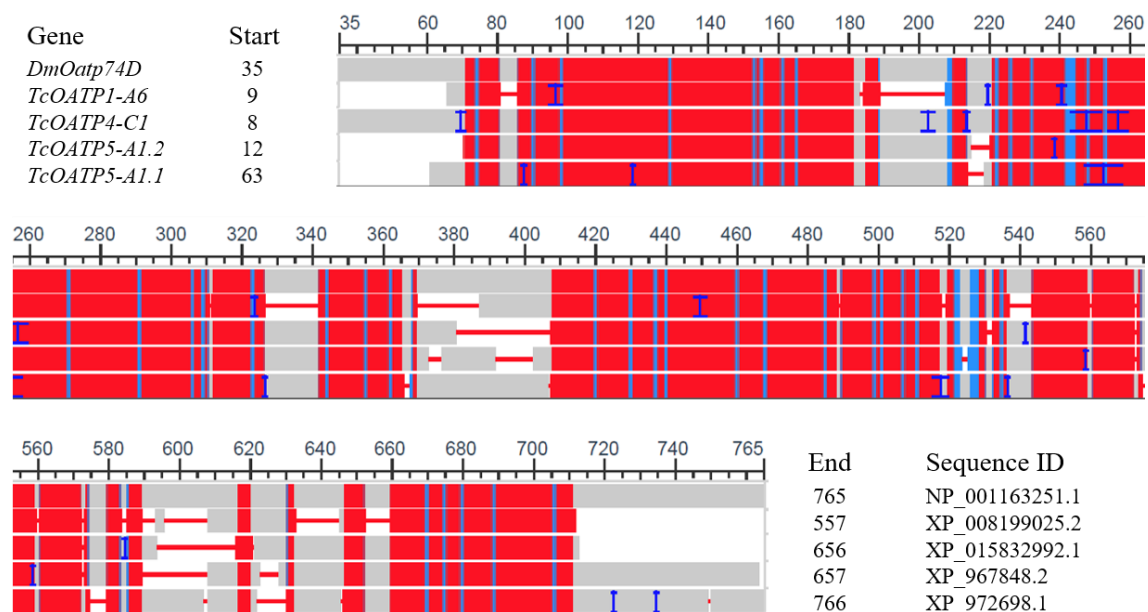 Gene Start
35 60 80 100 120 140 160 180 200 220 240 260
DmOatp74D 35
TcOATP1-A6 9
TcOATP4-C1 8
TcOATP5-A1.2 12
TcOATP5-A1.1 63
260 280 300 320 340 360 380 400 420 440 460 480 500 520 540 560
560 580 600 620 640 660 680 700 720 740 765
End Sequence ID
765 NP_001163251.1
557 XP_008199025.2
656 XP_015832992.1
657 XP_967848.2
766 XP_972698.1